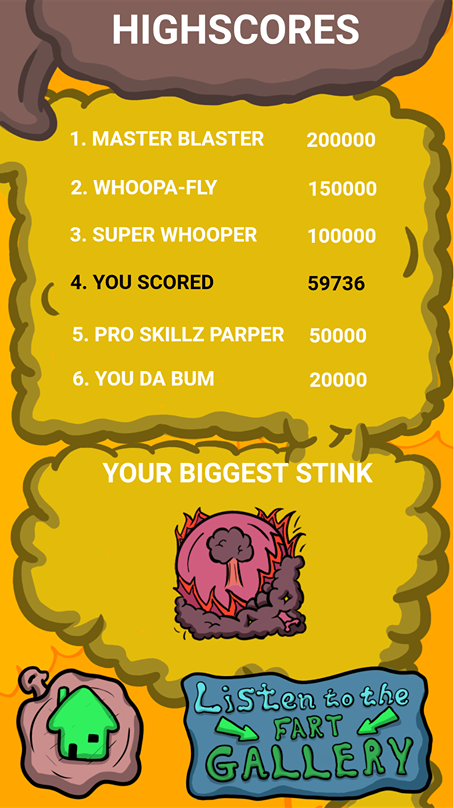 HIGHSCORES
1. MASTER BLASTER 200000
2. WHOOPA-FLY 150000
3. SUPER WHOOPER 100000
4. YOU SCORED 59736
5. PRO SKILLZ PARPER 50000
6. YOU DA BUM 20000
YOUR BIGGEST STINK
Listen to the
FART
GALLERY